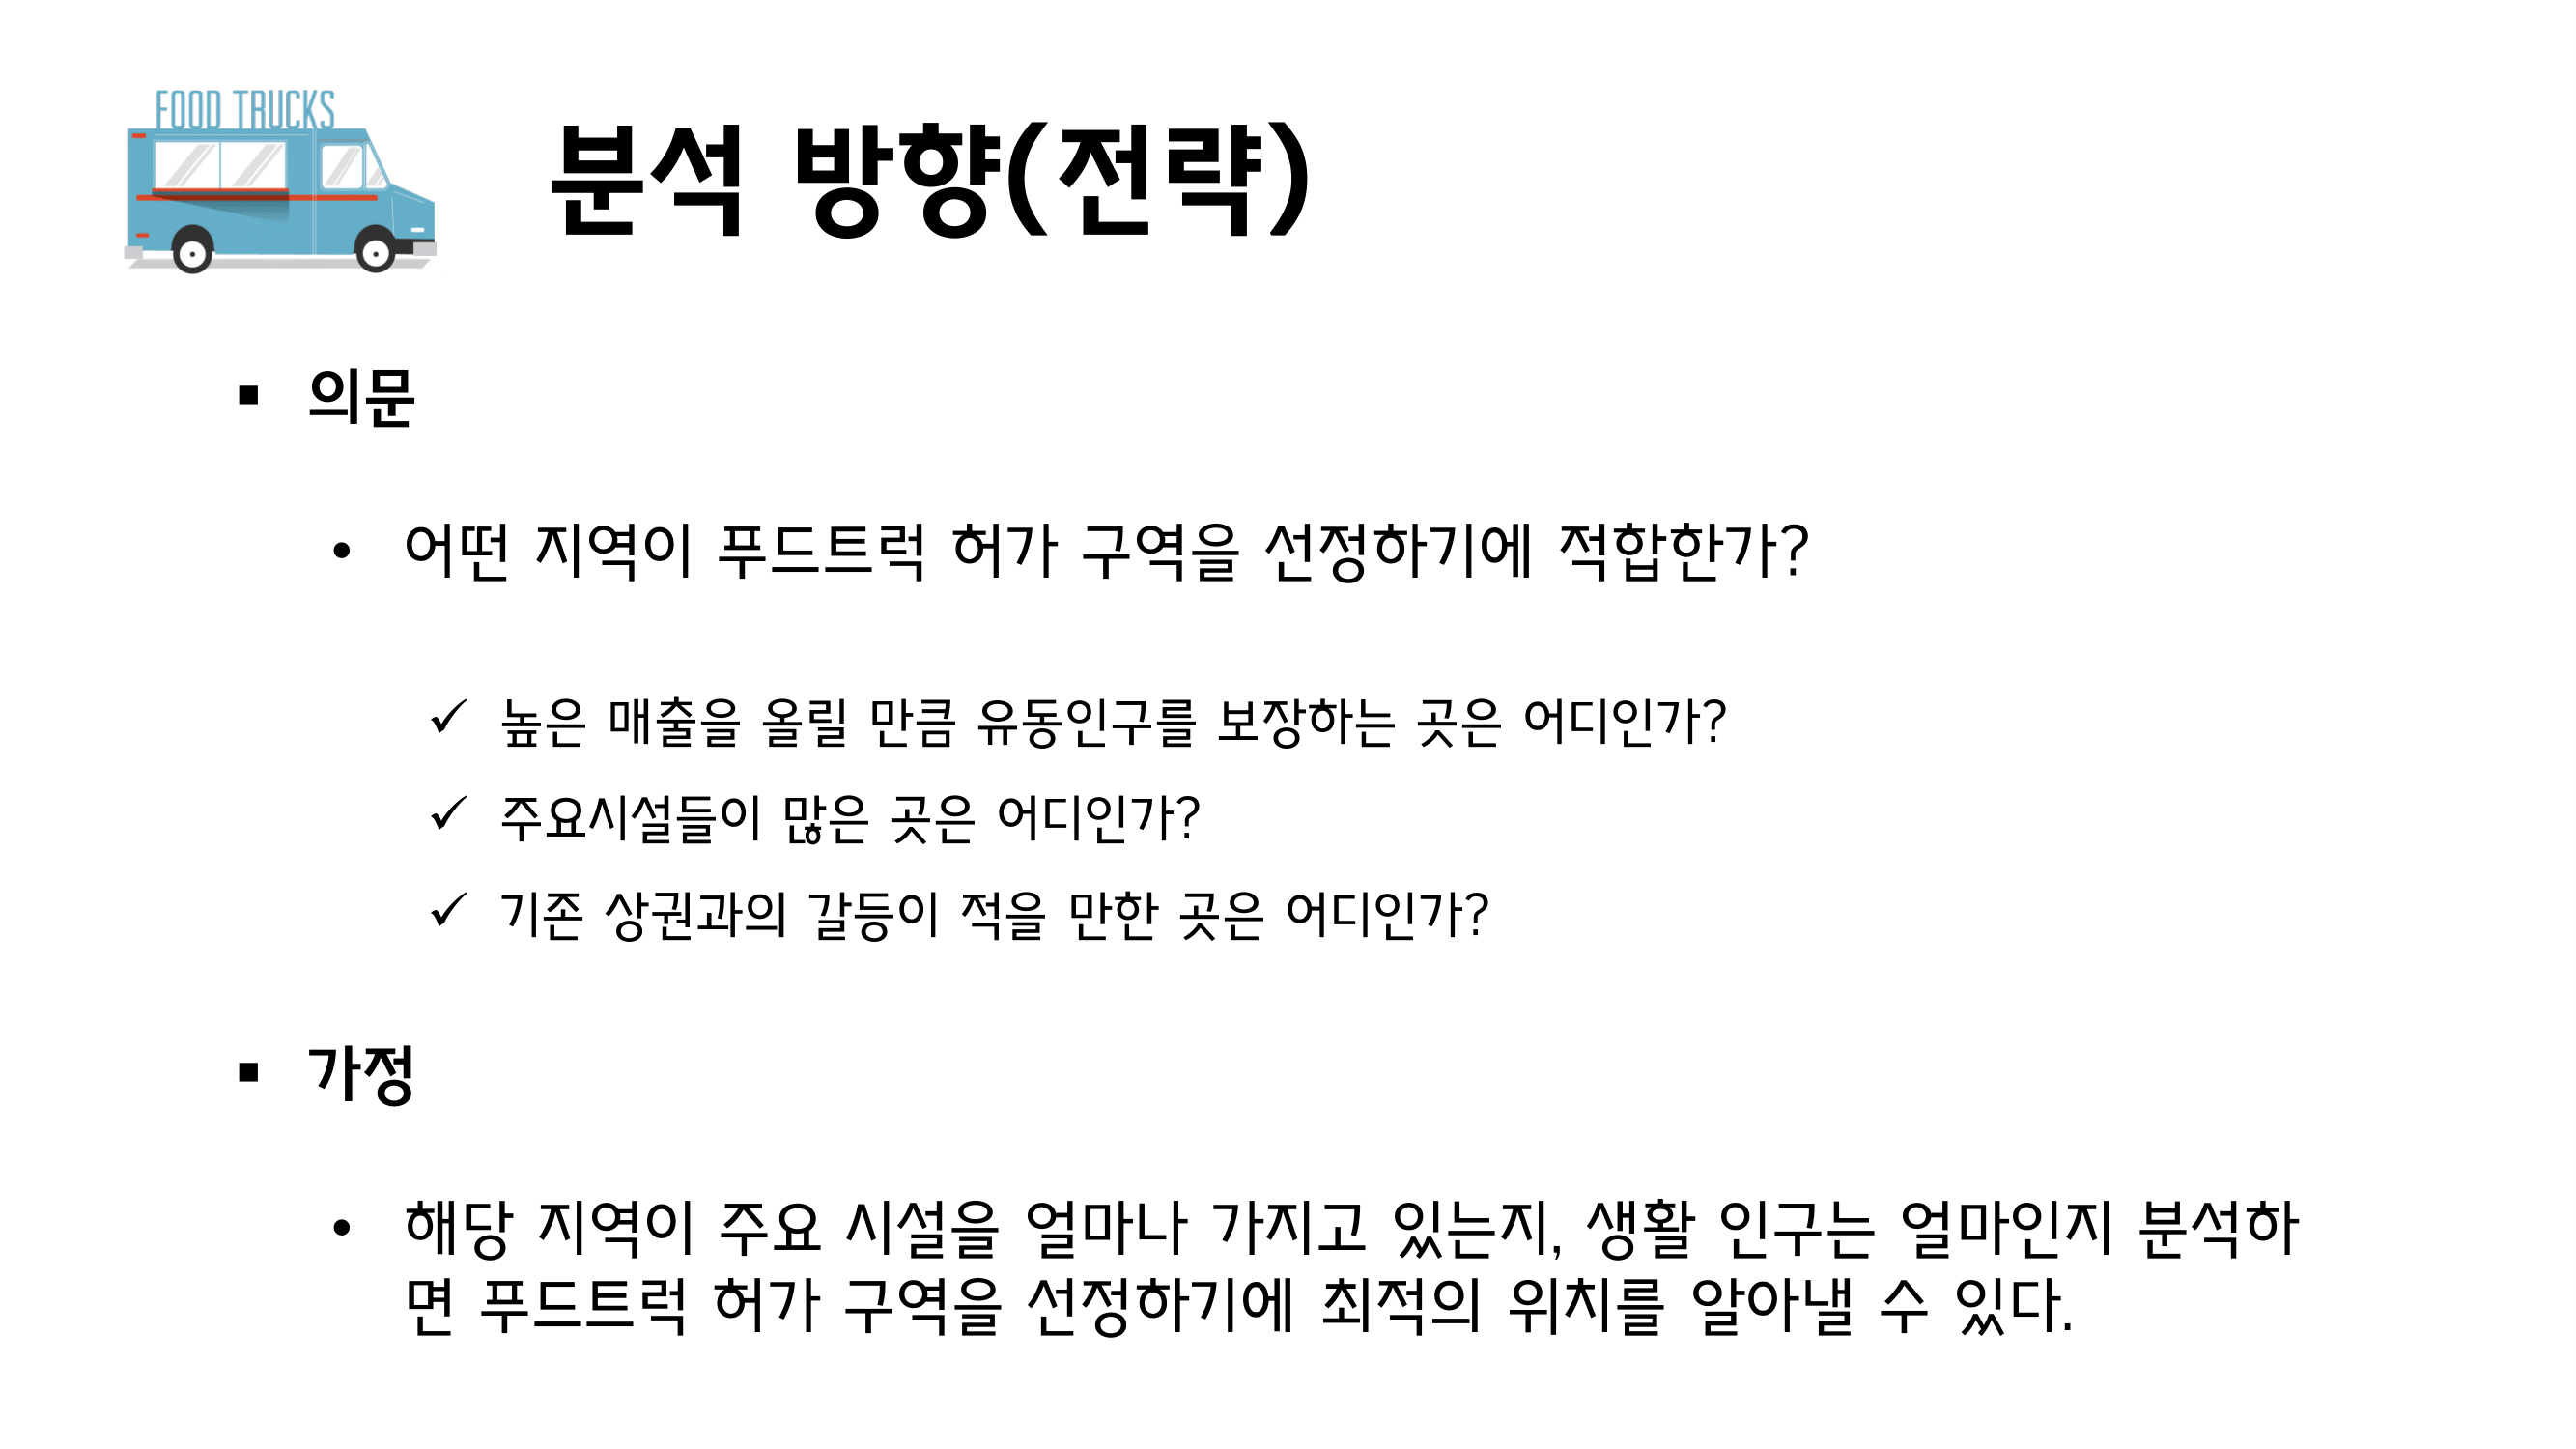 FOOD TRUCKS
분석 방향(전략)
▪ 의문
• 어떤 지역이 푸드트럭 허가 구역을 선정하기에 적합한가?
✓ 높은 매출을 올릴 만큼 유동인구를 보장하는 곳은 어디인가?
✓ 주요시설들이 많은 곳은 어디인가?
✓ 기존 상권과의 갈등이 적을 만한 곳은 어디인가?
▪ 가정
• 해당 지역이 주요 시설을 얼마나 가지고 있는지, 생활 인구는 얼마인지 분석하
면 푸드트럭 허가 구역을 선정하기에 최적의 위치를 알아낼 수 있다.